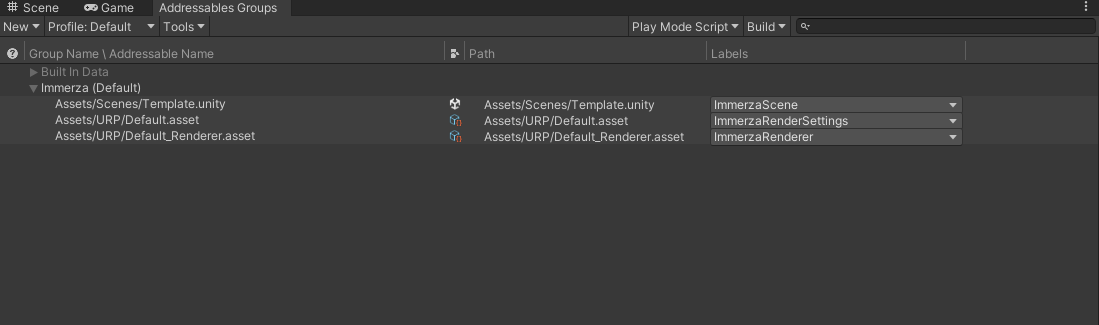 Scene Game Addressables Groups
New Profile: Default Tools Play Mode Script Build
Group Name \ Addressable Name Path Labels
Built In Data
Immerza (Default)
Assets/Scenes/Template.unity Assets/Scenes/Template.unity ImmerzaScene
Assets/URP/Default.asset Assets/URP/Default.asset ImmerzaRenderSettings
Assets/URP/Default_Renderer.asset Assets/URP/Default_Renderer.asset ImmerzaRenderer